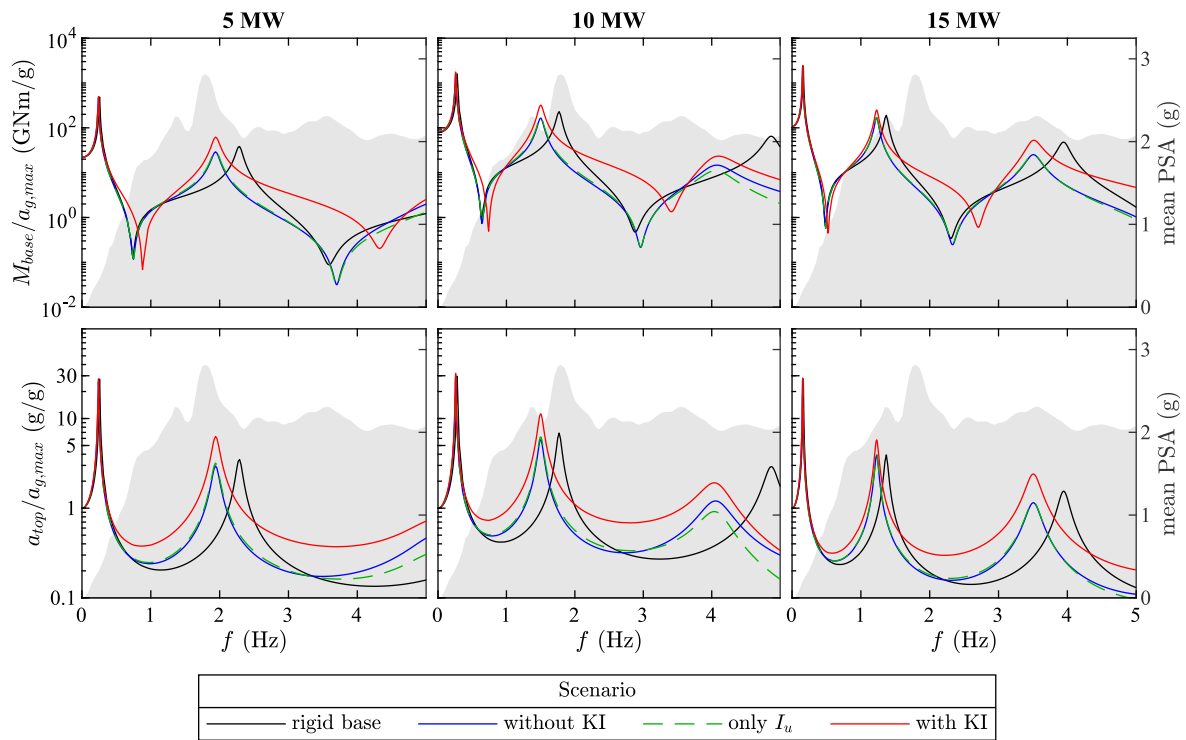 5 MW 10 MW 15 MW
10^4
10^2
10^0
10^-2
M_base/a_g,max (GNm/g)
3
2
1
0
mean PSA (g)
30
10
5
1
0.1
a_top/a_g,max (g/g)
3
2
1
0
mean PSA (g)
0 1 2 3 4 0 1 2 3 4 0 1 2 3 4 5
f (Hz) f (Hz) f (Hz)
Scenario
rigid base without KI only I_u with KI